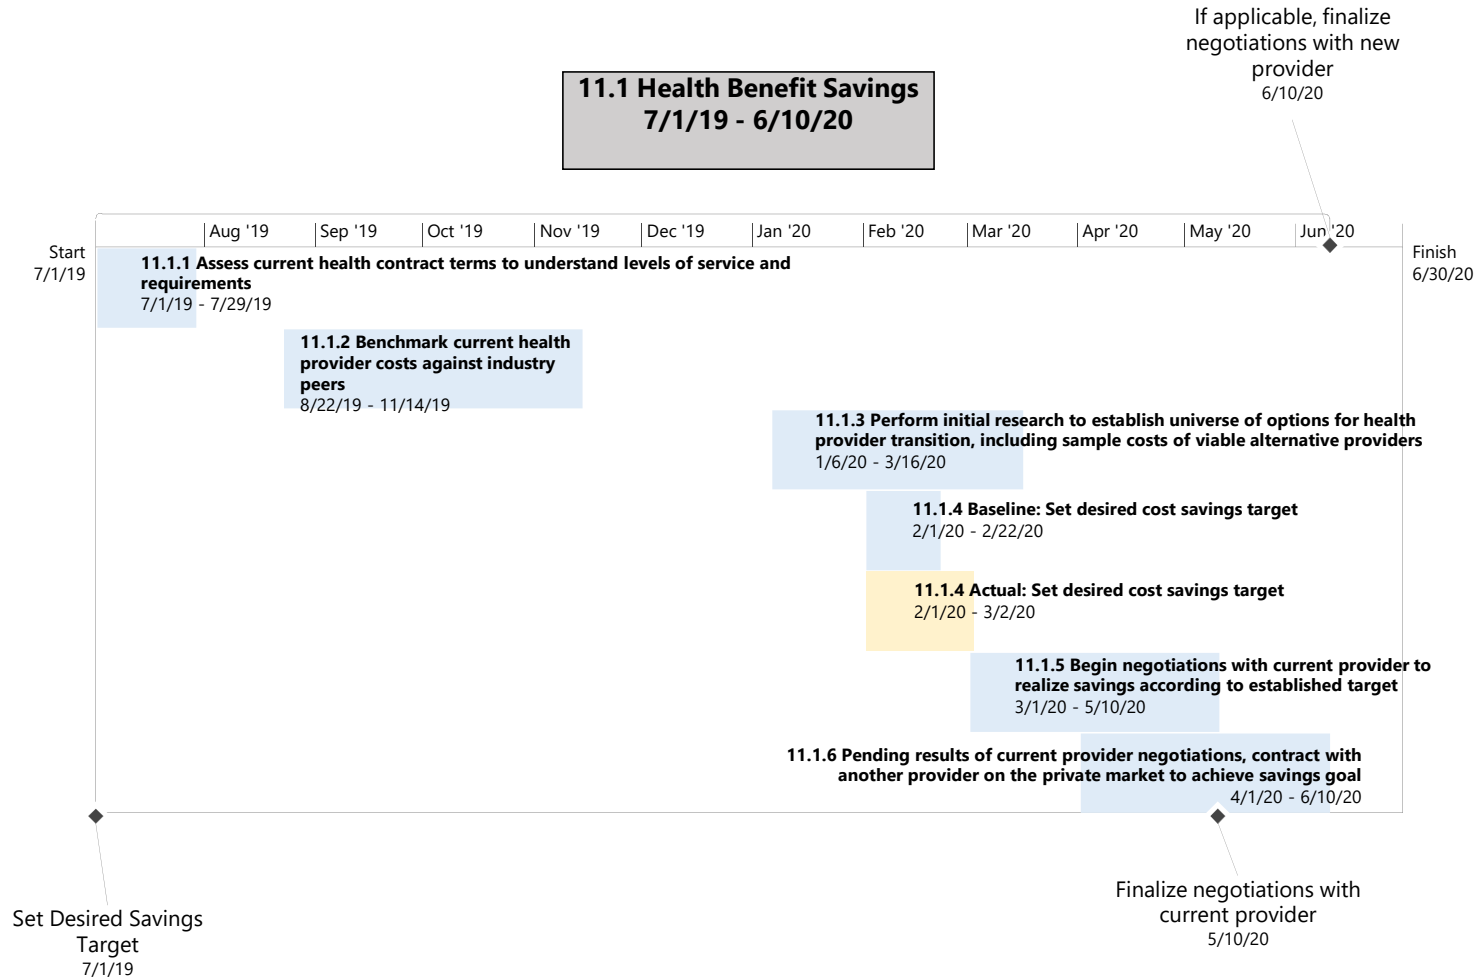 If applicable, finalize
negotiations with new
provider
6/10/20
11.1 Health Benefit Savings
7/1/19 - 6/10/20
Aug '19
Sep '19
Oct '19
Nov '19
Dec '19
Jan '20
Feb '20
Mar '20
Apr '20
May '20
Jun '20
Start
7/1/19
Finish
6/30/20
11.1.1 Assess current health contract terms to understand levels of service and
requirements
7/1/19 - 7/29/19
11.1.2 Benchmark current health
provider costs against industry
peers
8/22/19 - 11/14/19
11.1.3 Perform initial research to establish universe of options for health
provider transition, including sample costs of viable alternative providers
1/6/20 - 3/16/20
11.1.4 Baseline: Set desired cost savings target
2/1/20 - 2/22/20
11.1.4 Actual: Set desired cost savings target
2/1/20 - 3/2/20
11.1.5 Begin negotiations with current provider to
realize savings according to established target
3/1/20 - 5/10/20
11.1.6 Pending results of current provider negotiations, contract with
another provider on the private market to achieve savings goal
4/1/20 - 6/10/20
Set Desired Savings
Target
7/1/19
Finalize negotiations with
current provider
5/10/20